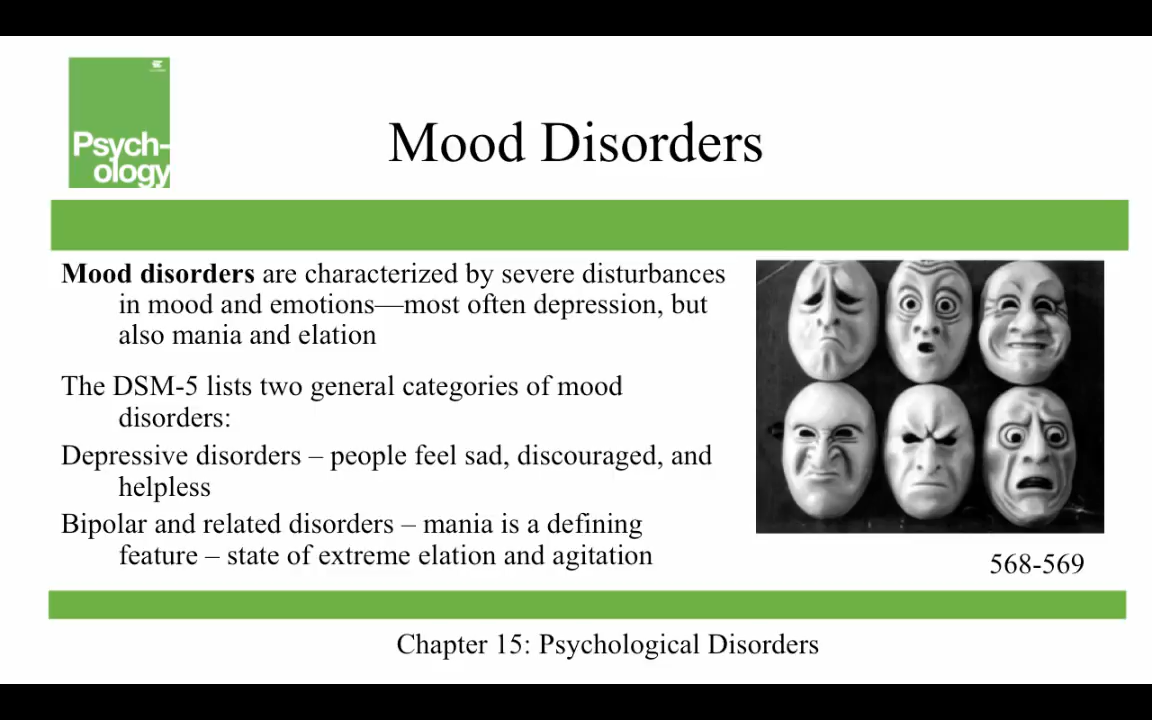 Psych-
ology
Mood Disorders
Mood disorders are characterized by severe disturbances
in mood and emotions—most often depression, but
also mania and elation
The DSM-5 lists two general categories of mood
disorders:
Depressive disorders – people feel sad, discouraged, and
helpless
Bipolar and related disorders – mania is a defining
feature – state of extreme elation and agitation
568-569
Chapter 15: Psychological Disorders